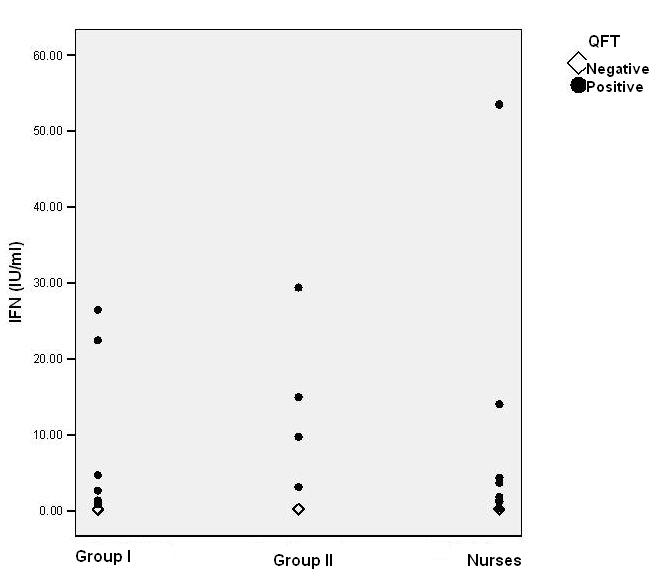 QFT
Negative
Positive
60.00
50.00
40.00
30.00
20.00
10.00
0.00
IFN (IU/ml)
Group I
Group II
Nurses